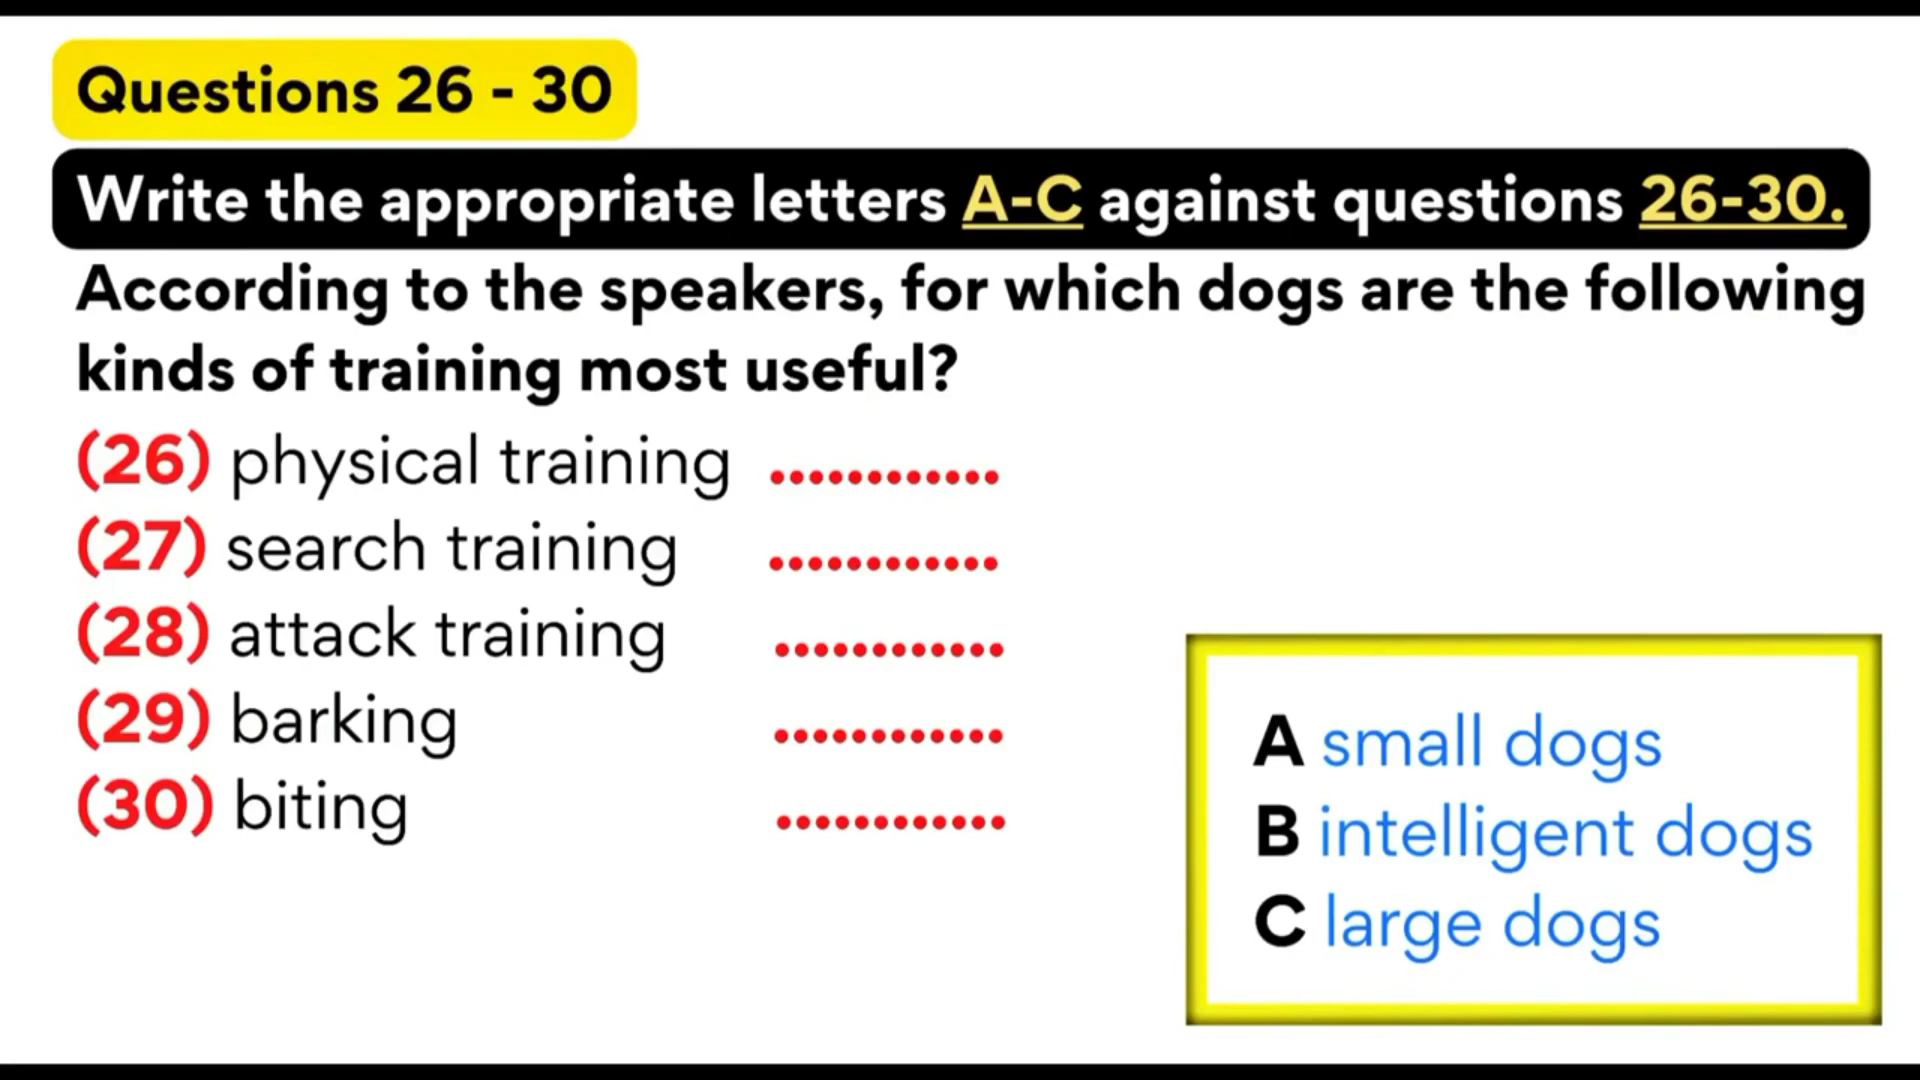 Questions 26 - 30
Write the appropriate letters A-C against questions 26-30.
According to the speakers, for which dogs are the following
kinds of training most useful?
(26) physical training ............
(27) search training ............
(28) attack training ............
(29) barking ............
(30) biting ............
A small dogs
B intelligent dogs
C large dogs